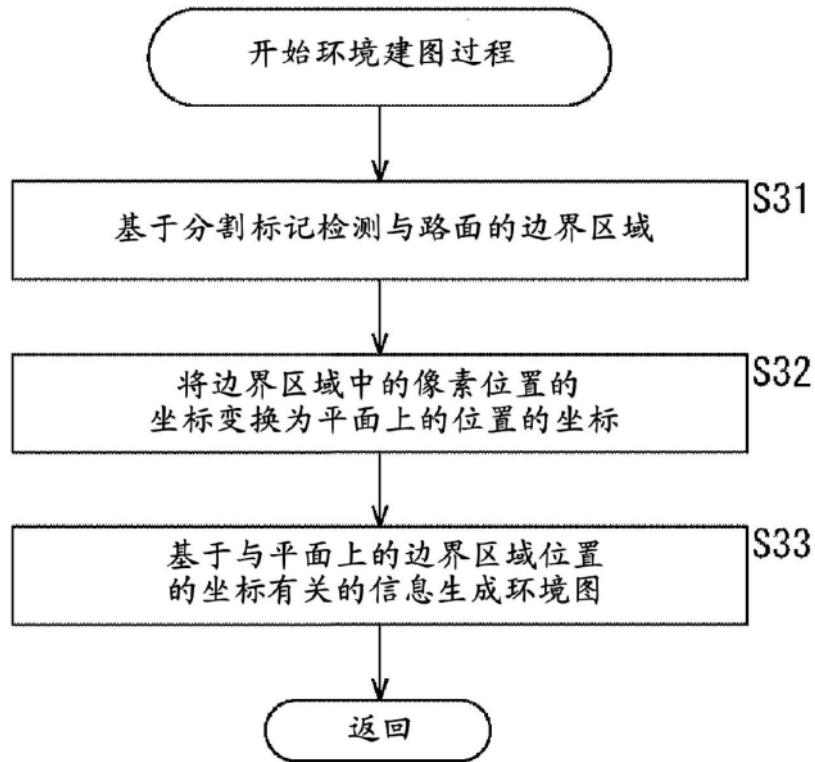 开始环境建图过程
S31
基于分割标记检测与路面的边界区域
S32
将边界区域中的像素位置的
坐标变换为平面上的位置的坐标
S33
基于与平面上的边界区域位置
的坐标有关的信息生成环境图
返回